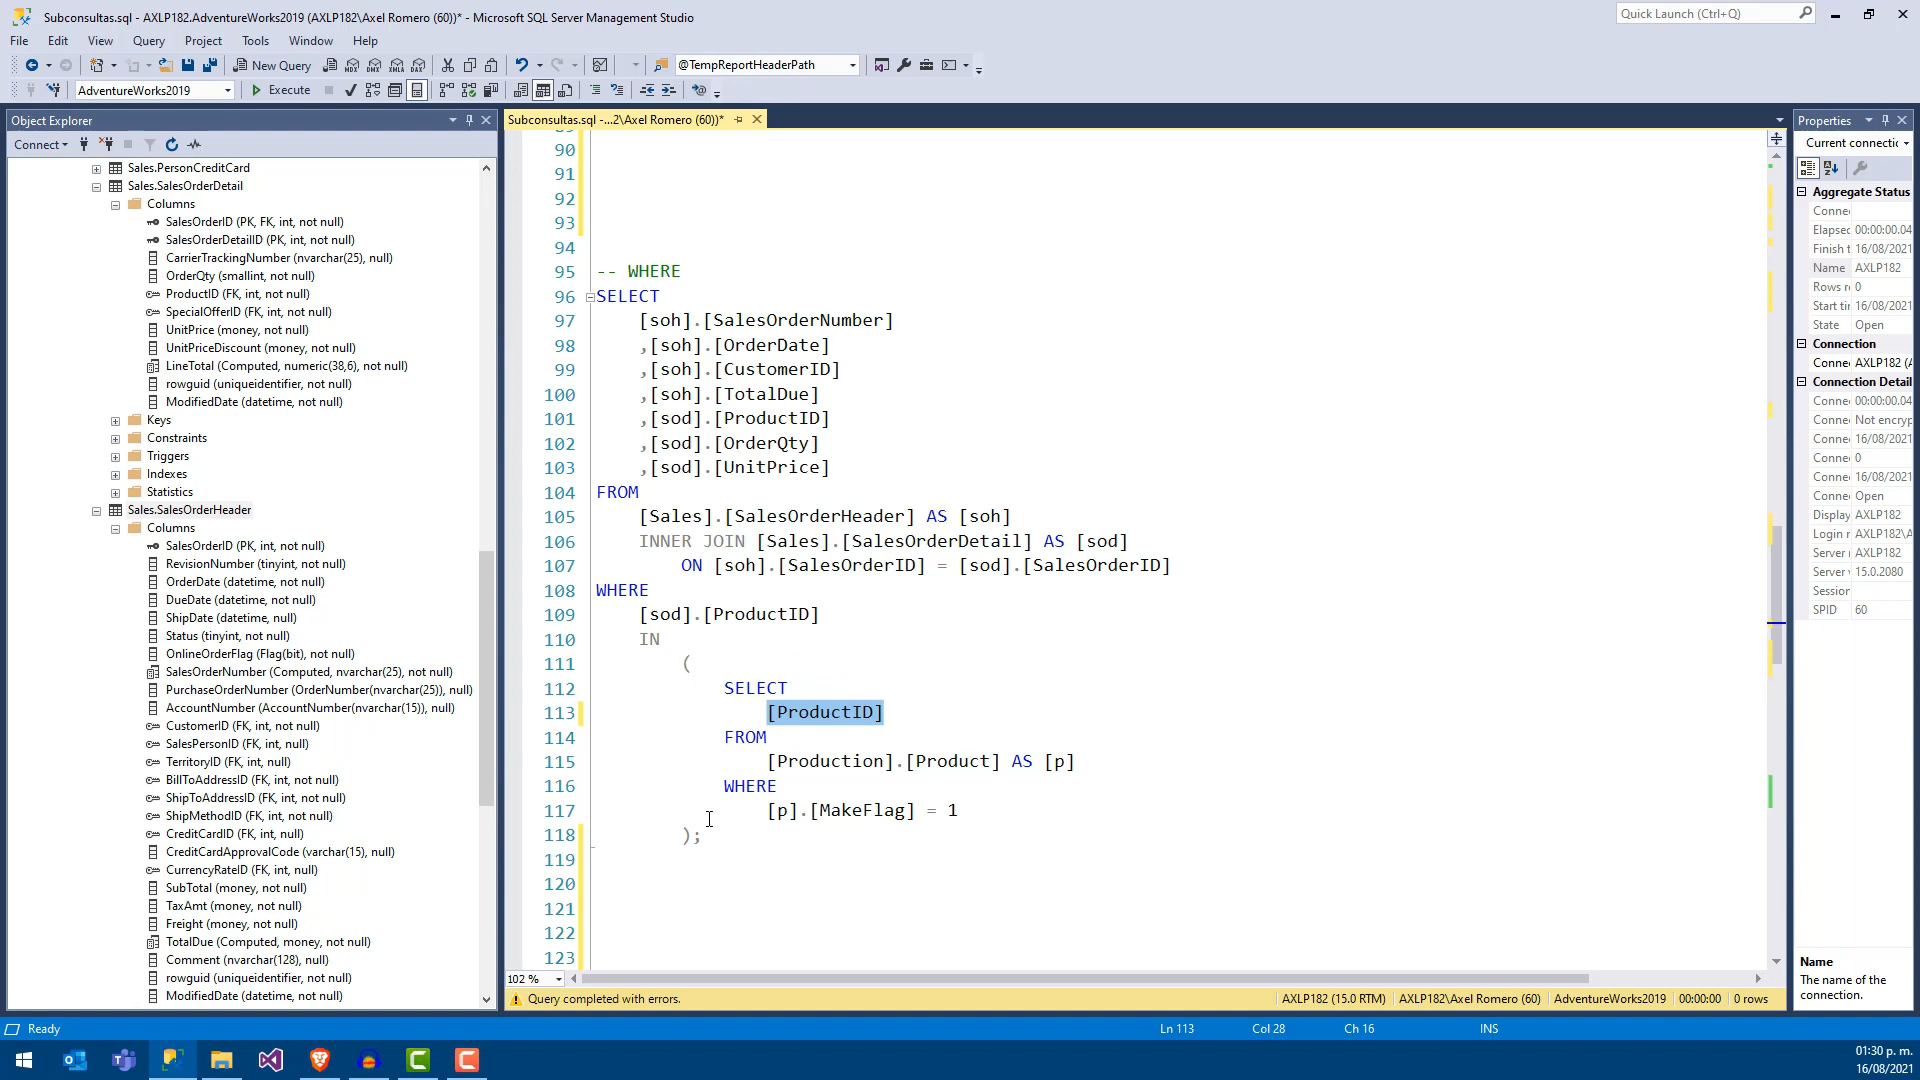 Subconsultas.sql - AXLP182.AdventureWorks2019 (AXLP182\Axel Romero (60))* - Microsoft SQL Server Management Studio
Quick Launch (Ctrl+Q)
File Edit View Query Project Tools Window Help
New Query
MDX DMX XMLA DAX
@TempReportHeaderPath
AdventureWorks2019
Execute
Object Explorer
Connect
Sales.PersonCreditCard
Sales.SalesOrderDetail
Columns
SalesOrderID (PK, FK, int, not null)
SalesOrderDetailID (PK, int, not null)
CarrierTrackingNumber (nvarchar(25), null)
OrderQty (smallint, not null)
ProductID (FK, int, not null)
SpecialOfferID (FK, int, not null)
UnitPrice (money, not null)
UnitPriceDiscount (money, not null)
LineTotal (Computed, numeric(38,6), not null)
rowguid (uniqueidentifier, not null)
ModifiedDate (datetime, not null)
Keys
Constraints
Triggers
Indexes
Statistics
Sales.SalesOrderHeader
Columns
SalesOrderID (PK, int, not null)
RevisionNumber (tinyint, not null)
OrderDate (datetime, not null)
DueDate (datetime, not null)
ShipDate (datetime, null)
Status (tinyint, not null)
OnlineOrderFlag (Flag(bit), not null)
SalesOrderNumber (Computed, nvarchar(25), not null)
PurchaseOrderNumber (OrderNumber(nvarchar(25)), null)
AccountNumber (AccountNumber(nvarchar(15)), null)
CustomerID (FK, int, not null)
SalesPersonID (FK, int, null)
TerritoryID (FK, int, null)
BillToAddressID (FK, int, not null)
ShipToAddressID (FK, int, not null)
ShipMethodID (FK, int, not null)
CreditCardID (FK, int, null)
CreditCardApprovalCode (varchar(15), null)
CurrencyRateID (FK, int, null)
SubTotal (money, not null)
TaxAmt (money, not null)
Freight (money, not null)
TotalDue (Computed, money, not null)
Comment (nvarchar(128), null)
rowguid (uniqueidentifier, not null)
ModifiedDate (datetime, not null)
Subconsultas.sql -...2\Axel Romero (60))*
90
91
92
93
94
95 -- WHERE
96 SELECT
97 [soh].[SalesOrderNumber]
98 ,[soh].[OrderDate]
99 ,[soh].[CustomerID]
100 ,[soh].[TotalDue]
101 ,[sod].[ProductID]
102 ,[sod].[OrderQty]
103 ,[sod].[UnitPrice]
104 FROM
105 [Sales].[SalesOrderHeader] AS [soh]
106 INNER JOIN [Sales].[SalesOrderDetail] AS [sod]
107 ON [soh].[SalesOrderID] = [sod].[SalesOrderID]
108 WHERE
109 [sod].[ProductID]
110 IN
111 (
112 SELECT
113 [ProductID]
114 FROM
115 [Production].[Product] AS [p]
116 WHERE
117 [p].[MakeFlag] = 1
118 );
119
120
121
122
123
102 %
Query completed with errors.
AXLP182 (15.0 RTM) AXLP182\Axel Romero (60) AdventureWorks2019 00:00:00 0 rows
Properties
Current connectic
Aggregate Status
Conne
Elapsed 00:00:00.04
Finish t 16/08/2021
Name AXLP182
Rows r 0
Start tir 16/08/2021
State Open
Connection
Conne AXLP182 (A
Connection Detail
Conne 00:00:00.04
Conne Not encryp
Conne 16/08/2021
Conne 0
Conne 16/08/2021
Conne Open
Display AXLP182
Login r AXLP182\A
Server r AXLP182
Server 15.0.2080
Session
SPID 60
Name
The name of the
connection.
Ready
Ln 113 Col 28 Ch 16 INS
01:30 p. m.
16/08/2021